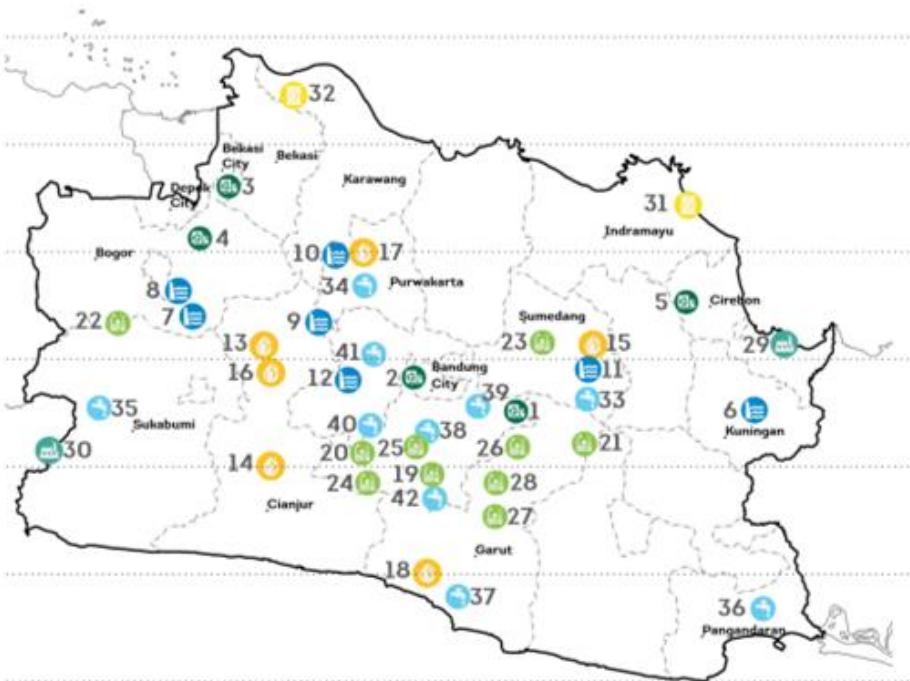 32
Bekasi
City
Bekasi
3
Depok
City
Karawang
31
Indramayu
4
Bogor
10
17
34
Purwakarta
8
7
9
5
Cirebon
22
Sumedang
13
23
15
29
41
16
12
2
Bandung
City
11
39
33
35
Sukabumi
1
6
Kuningan
40
38
30
20
25
26
21
14
24
19
28
Cianjur
42
27
Garut
18
37
36
Pangandaran